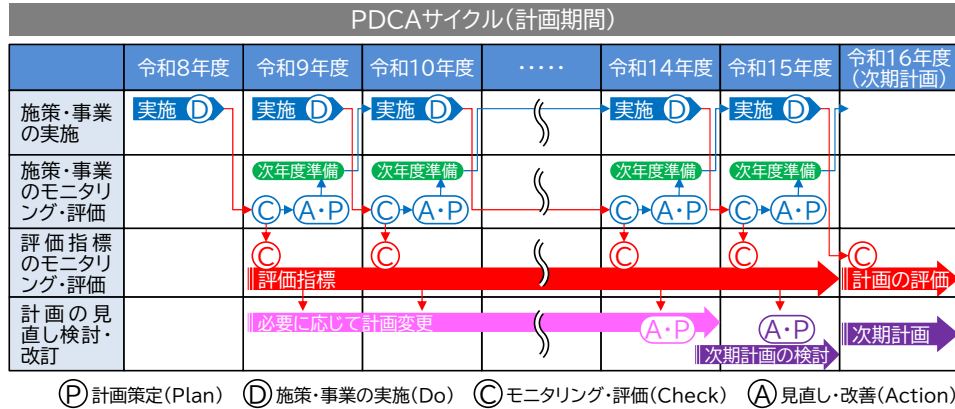 PDCAサイクル(計画期間)
令和8年度
令和9年度
令和10年度
‥‥‥
令和14年度
令和15年度
令和16年度
(次期計画)
施策・事業
の実施
実施 D
実施 D
実施 D
実施 D
実施 D
施策・事業
のモニタリ
ング・評価
次年度準備
次年度準備
次年度準備
次年度準備
C
A・P
C
A・P
C
A・P
C
A・P
評価指標
のモニタリ
ング・評価
C
C
C
C
C
評価指標
計画の評価
計画の見
直し検討・
改訂
必要に応じて計画変更
A・P
A・P
次期計画の検討
次期計画
P 計画策定(Plan) D 施策・事業の実施(Do) C モニタリング・評価(Check) A 見直し・改善(Action)